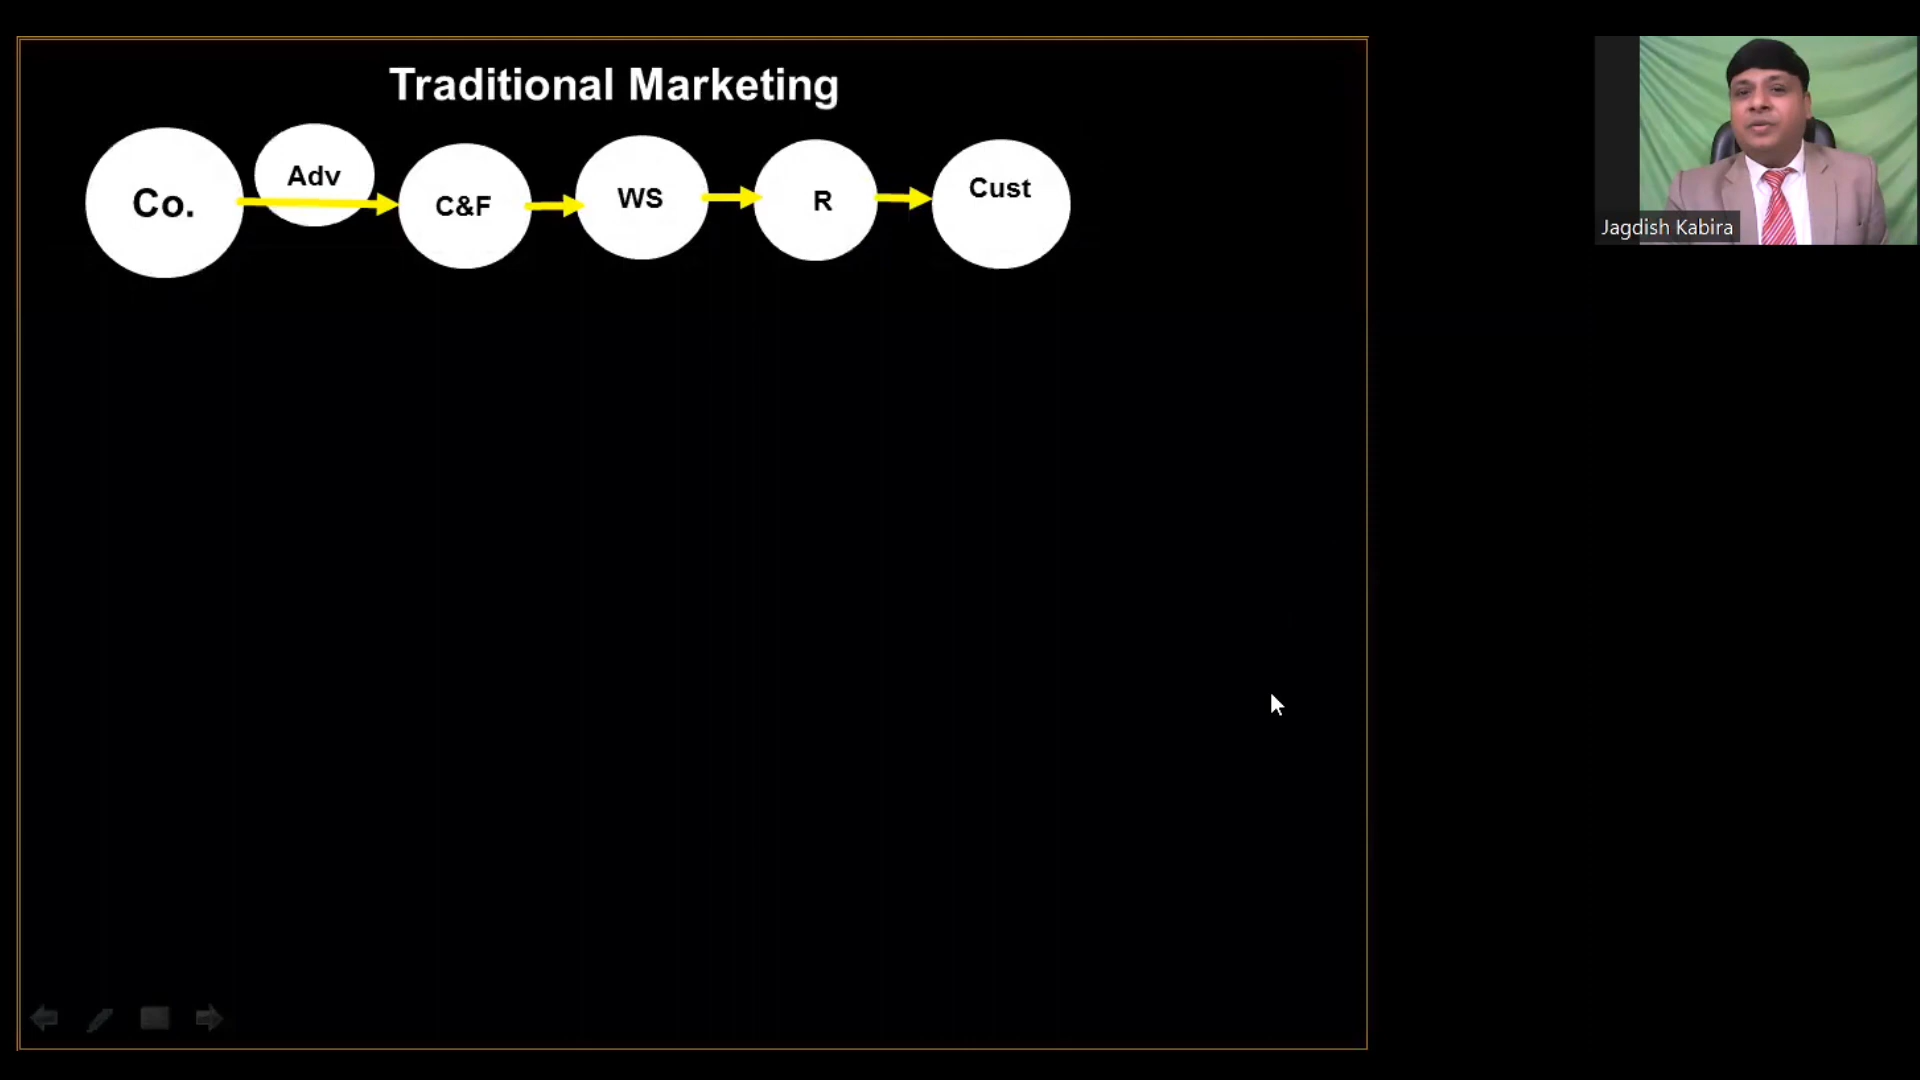 Traditional Marketing
Co.
Adv
C&F
WS
R
Cust
Jagdish Kabira